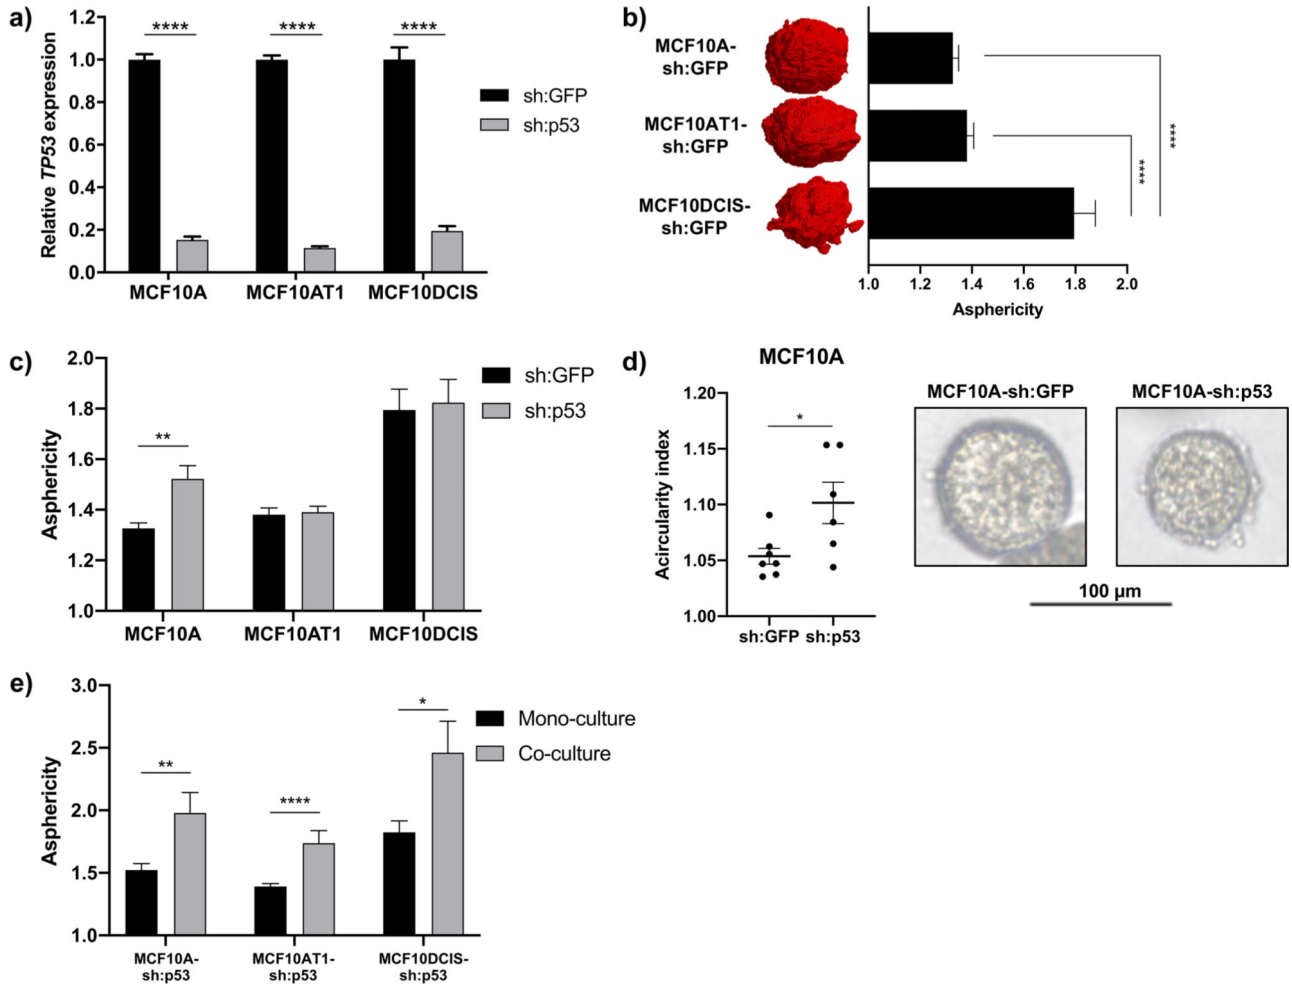 a)
Relative TP53 expression
1.2
1.0
0.8
0.6
0.4
0.2
0.0
****
****
****
MCF10A
MCF10AT1
MCF10DCIS
sh:GFP
sh:p53
b)
MCF10A-
sh:GFP
MCF10AT1-
sh:GFP
MCF10DCIS-
sh:GFP
****
****
1.0
1.2
1.4
1.6
1.8
2.0
Asphericity
c)
Asphericity
2.0
1.8
1.6
1.4
1.2
1.0
**
MCF10A
MCF10AT1
MCF10DCIS
sh:GFP
sh:p53
d)
MCF10A
Acircularity index
1.20
1.15
1.10
1.05
1.00
*
sh:GFP
sh:p53
MCF10A-sh:GFP
MCF10A-sh:p53
100 µm
e)
Asphericity
3.0
2.5
2.0
1.5
1.0
**
****
*
MCF10A-
sh:p53
MCF10AT1-
sh:p53
MCF10DCIS-
sh:p53
Mono-culture
Co-culture